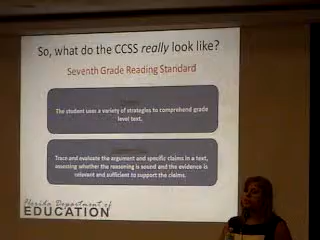 So, what do the CCSS really look like?
Seventh Grade Reading Standard
The student uses a variety of strategies to comprehend grade
level text.
Trace and evaluate the argument and specific claims in a text,
assessing whether the reasoning is sound and the evidence is
relevant and sufficient to support the claims.
Florida Department of
EDUCATION